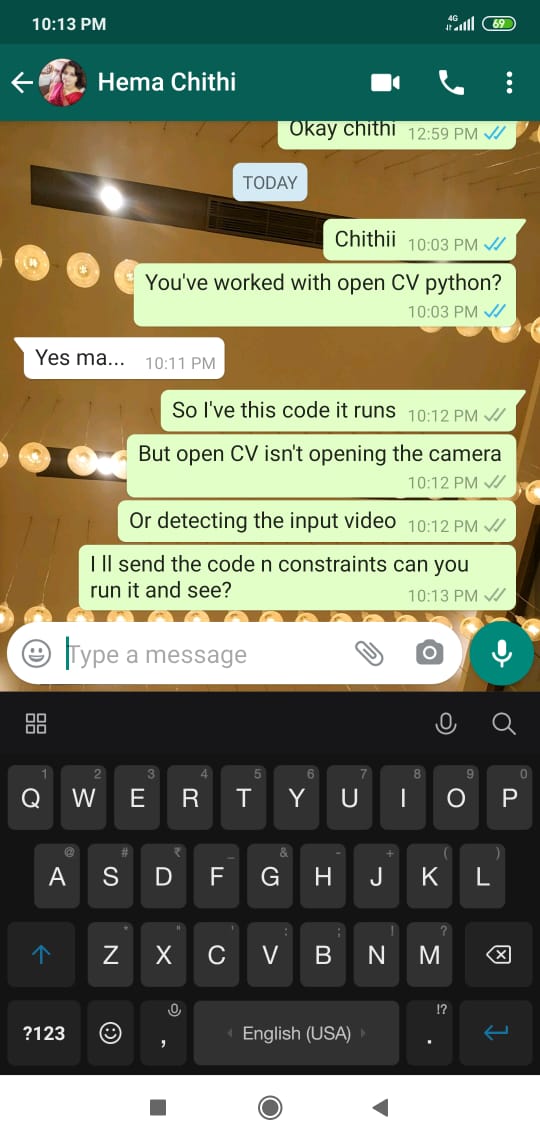 10:13 PM 4G 69
Hema Chithi
Okay chithi 12:59 PM
TODAY
Chithii 10:03 PM
You've worked with open CV python?
10:03 PM
Yes ma... 10:11 PM
So I've this code it runs 10:12 PM
But open CV isn't opening the camera
10:12 PM
Or detecting the input video 10:12 PM
I ll send the code n constraints can you
run it and see? 10:13 PM
Type a message
1 2 3 4 5 6 7 8 9 0
Q W E R T Y U I O P
@ # ₹ _ & - + ( )
A S D F G H J K L
* " ' : ; ! ?
Z X C V B N M
!?
?123 , English (USA) .